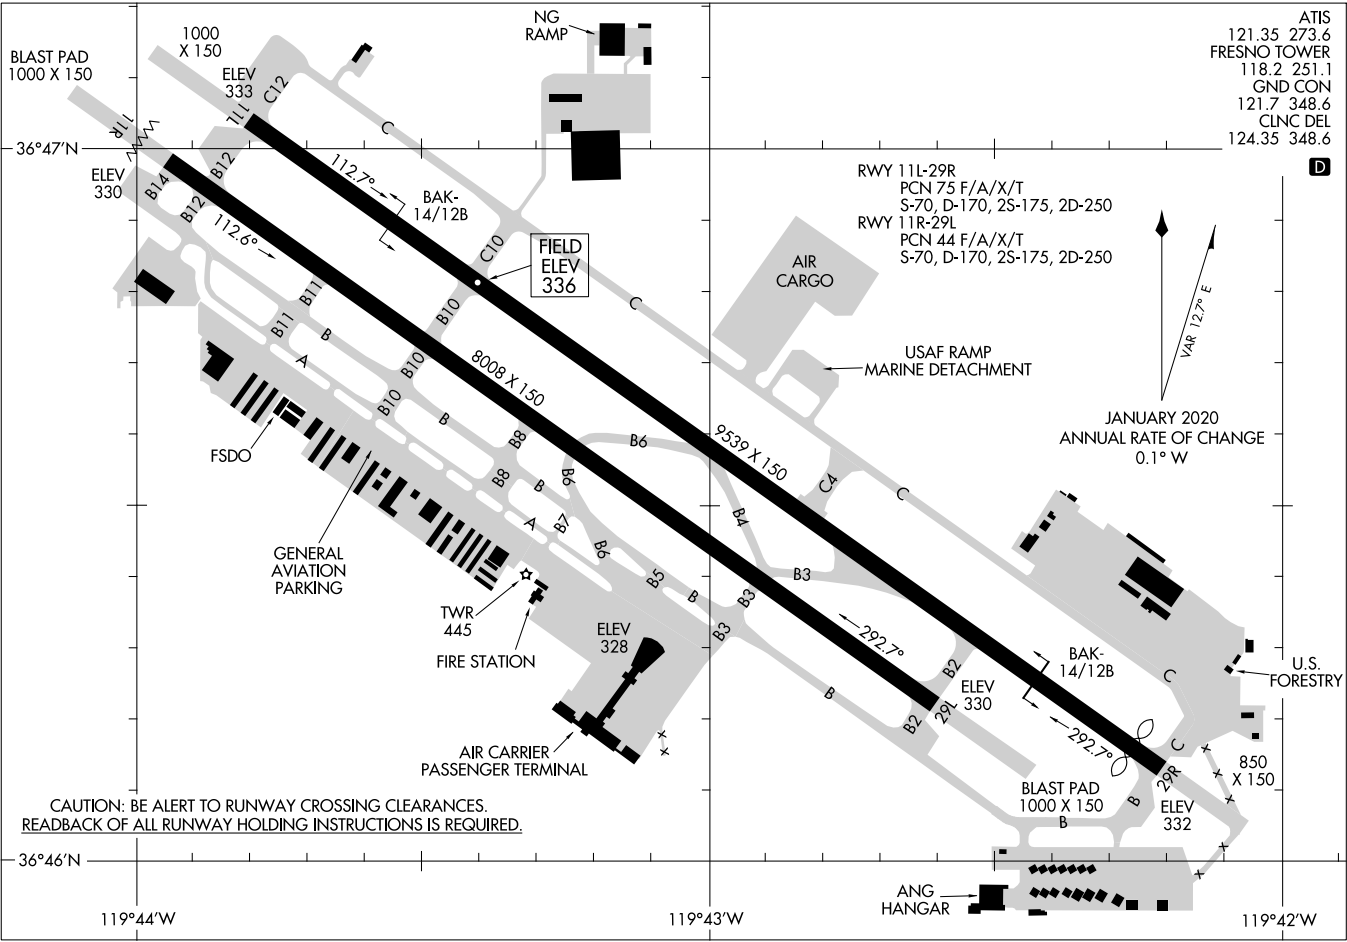 NG
RAMP
ATIS
121.35 273.6
FRESNO TOWER
118.2 251.1
GND CON
121.7 348.6
CLNC DEL
124.35 348.6
D
BLAST PAD
1000 X 150
1000
X 150
ELEV
333
C12
11L
11R
C
36°47'N
ELEV
330
B14
B12
B12
112.7°
112.6°
BAK-
14/12B
RWY 11L-29R
PCN 75 F/A/X/T
S-70, D-170, 2S-175, 2D-250
RWY 11R-29L
PCN 44 F/A/X/T
S-70, D-170, 2S-175, 2D-250
C10
FIELD
ELEV
336
AIR
CARGO
C
VAR 12.7° E
B11
B11
B10
B
A
B10
B10
8008 X 150
USAF RAMP
MARINE DETACHMENT
JANUARY 2020
ANNUAL RATE OF CHANGE
0.1° W
B
B8
B6
9539 X 150
FSDO
B8
B
B6
C4
C
A
B7
B4
B6
GENERAL
AVIATION
PARKING
B5
B
B3
B3
B3
TWR
445
ELEV
328
FIRE STATION
292.7°
BAK-
14/12B
B2
ELEV
330
C
U.S.
FORESTRY
B
B2
29L
292.7°
C
29R
AIR CARRIER
PASSENGER TERMINAL
850
X 150
BLAST PAD
1000 X 150
B
B
ELEV
332
CAUTION: BE ALERT TO RUNWAY CROSSING CLEARANCES.
READBACK OF ALL RUNWAY HOLDING INSTRUCTIONS IS REQUIRED.
36°46'N
ANG
HANGAR
119°44'W
119°43'W
119°42'W